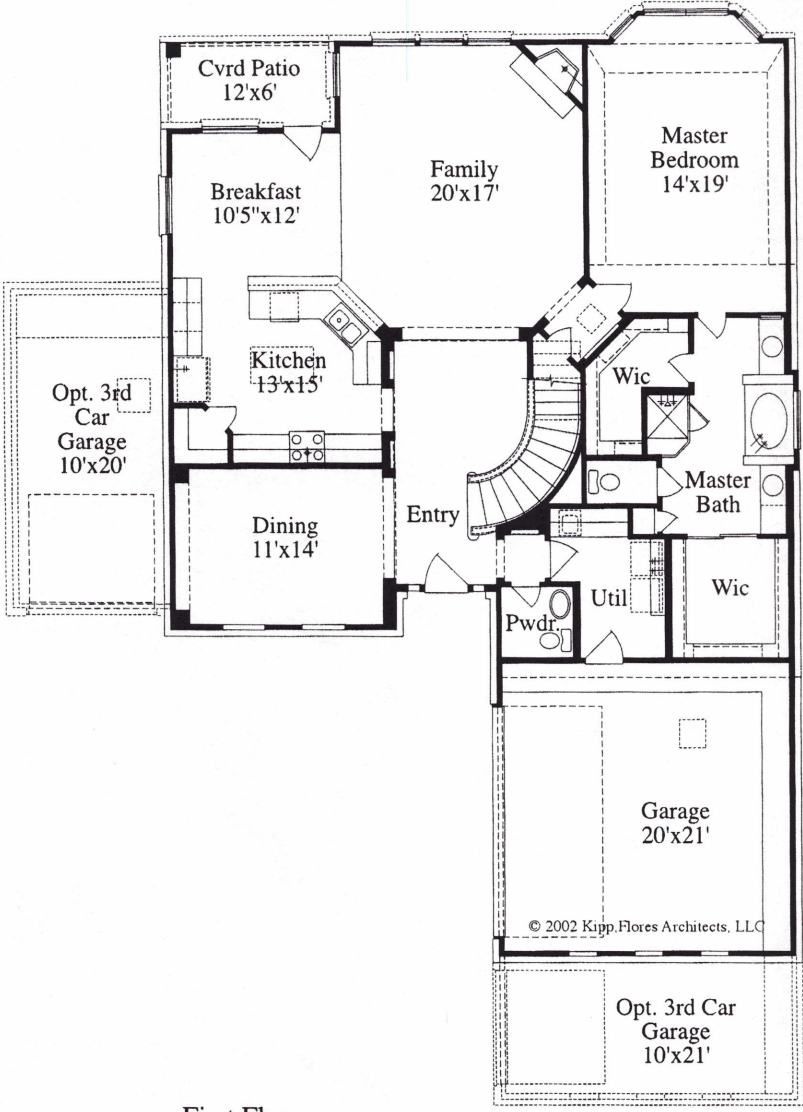 Cvrd Patio
12'x6'
Breakfast
10'5"x12'
Family
20'x17'
Master
Bedroom
14'x19'
Kitchen
13'x15'
Wic
Opt. 3rd
Car
Garage
10'x20'
Master
Bath
Dining
11'x14'
Entry
Util
Wic
Pwdr.
Garage
20'x21'
© 2002 Kipp.Flores Architects, LLC
Opt. 3rd Car
Garage
10'x21'